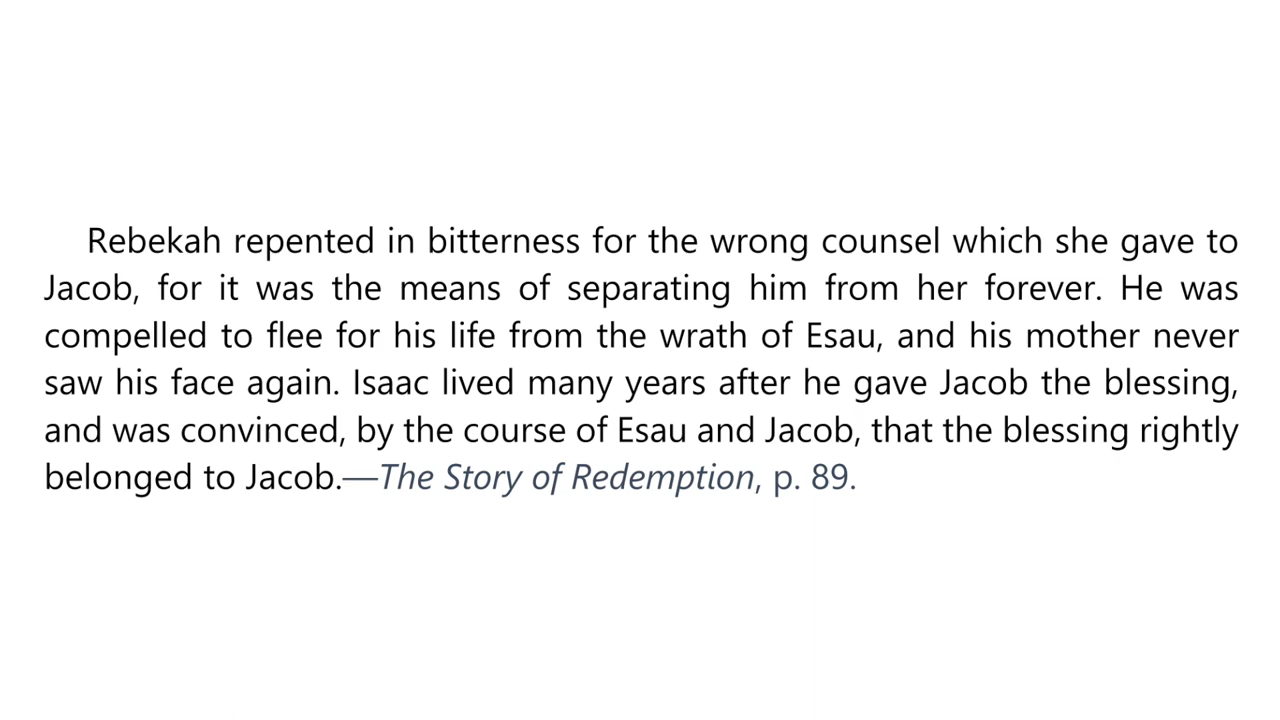 Rebekah repented in bitterness for the wrong counsel which she gave to
Jacob, for it was the means of separating him from her forever. He was
compelled to flee for his life from the wrath of Esau, and his mother never
saw his face again. Isaac lived many years after he gave Jacob the blessing,
and was convinced, by the course of Esau and Jacob, that the blessing rightly
belonged to Jacob.—The Story of Redemption, p. 89.